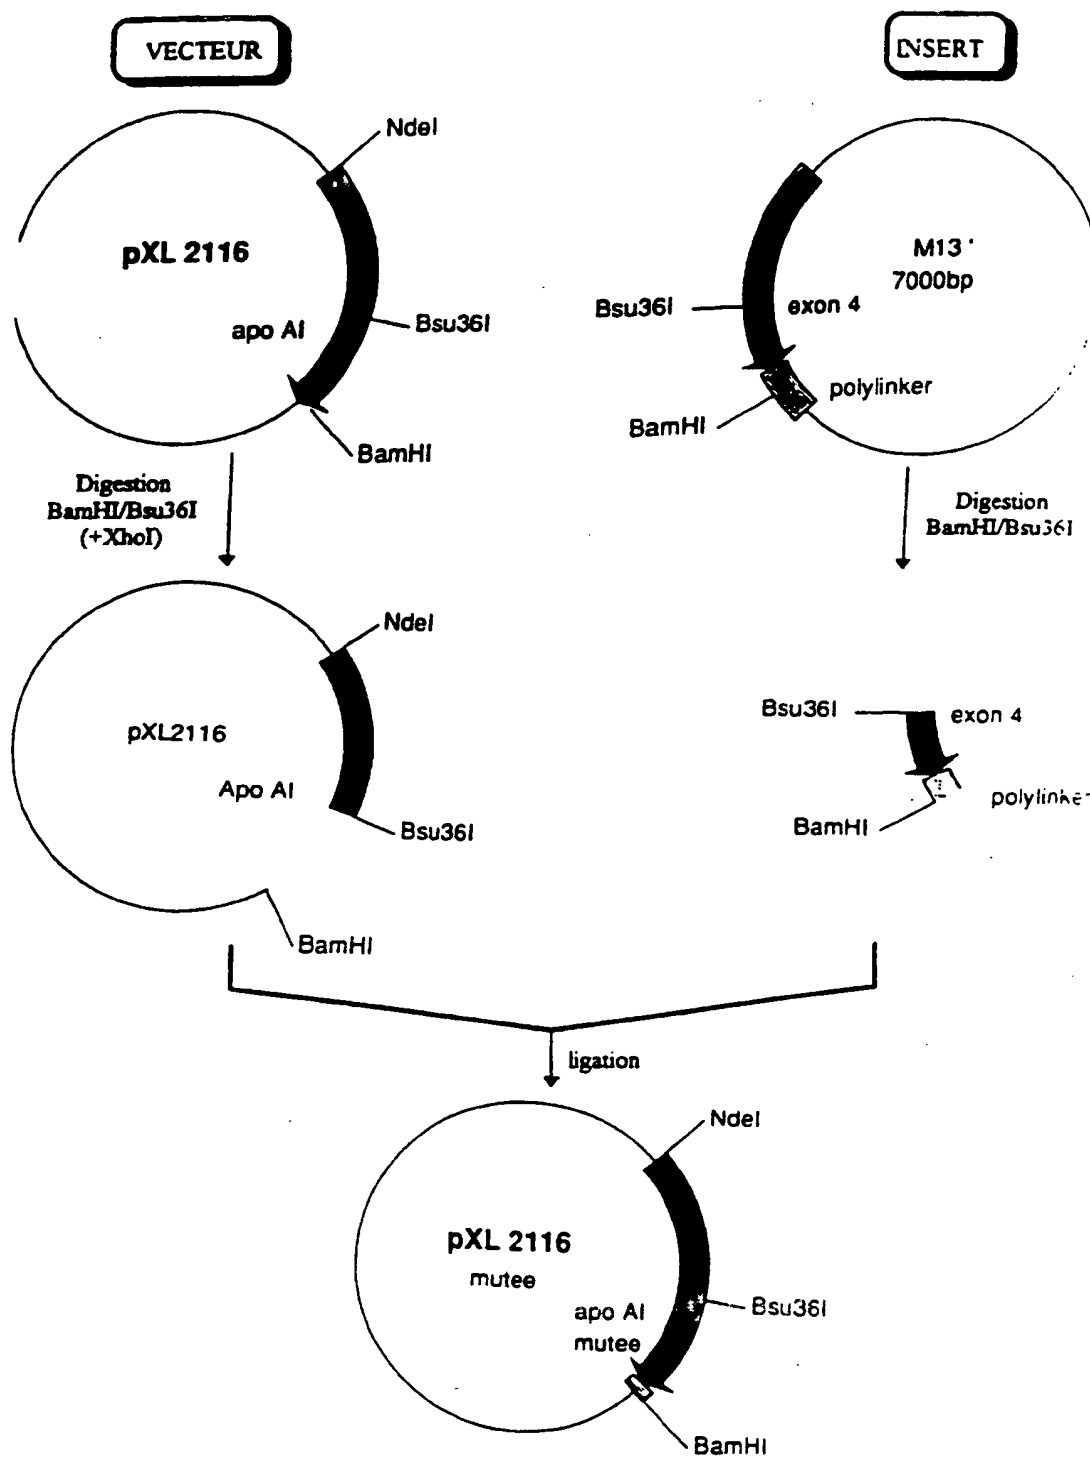 VECTEUR
INSERT
NdeI
pXL 2116
apo AI
Bsu36I
BamHI
M13
7000bp
Bsu36I
exon 4
polylinker
BamHI
Digestion
BamHI/Bsu36I
(+XhoI)
Digestion
BamHI/Bsu36I
NdeI
pXL2116
Apo AI
Bsu36I
BamHI
Bsu36I
exon 4
polylinker
BamHI
ligation
NdeI
pXL 2116
mutee
apo AI
mutee
Bsu36I
BamHI